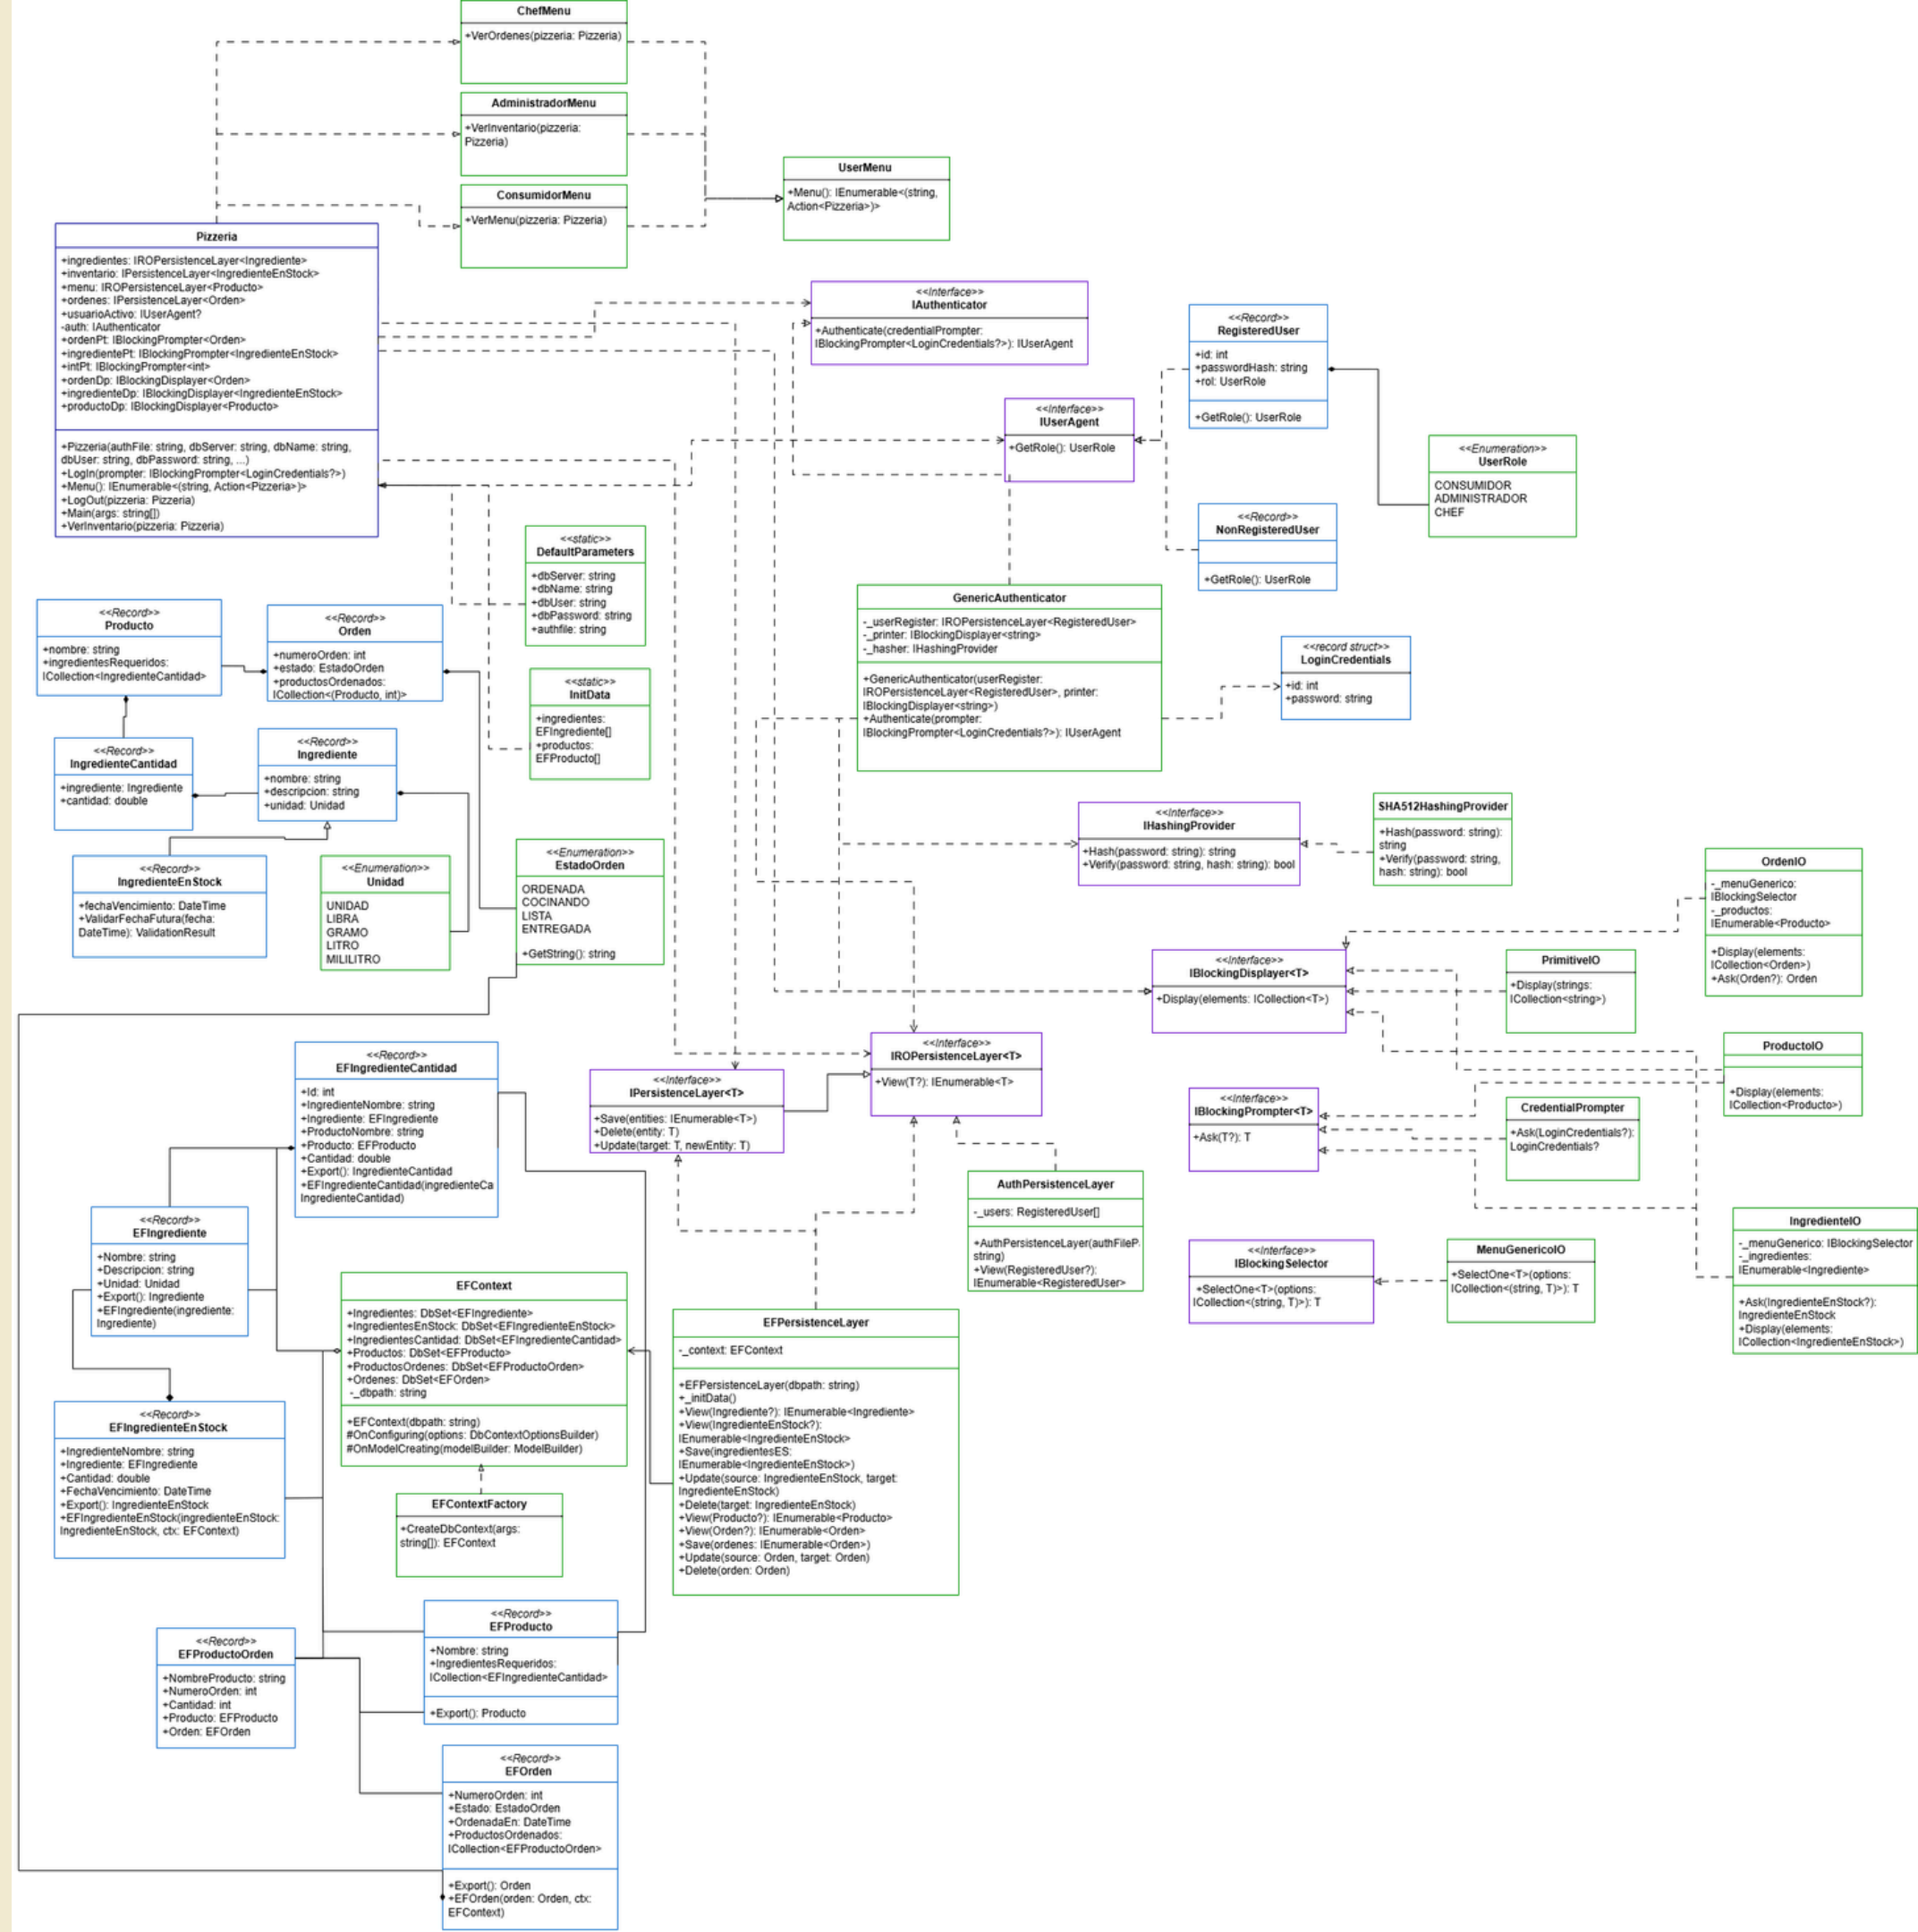 ChefMenu
+VerOrdenes(pizzeria: Pizzeria)
AdministradorMenu
+VerInventario(pizzeria:
Pizzeria)
ConsumidorMenu
+VerMenu(pizzeria: Pizzeria)
UserMenu
+Menu(): IEnumerable<(string,
Action<Pizzeria>)>
Pizzeria
+ingredientes: IROPersistenceLayer<Ingrediente>
+inventario: IPersistenceLayer<IngredienteEnStock>
+menu: IROPersistenceLayer<Producto>
+ordenes: IPersistenceLayer<Orden>
+usuarioActivo: IUserAgent?
-auth: IAuthenticator
+ordenPt: IBlockingPrompter<Orden>
+ingredientePt: IBlockingPrompter<IngredienteEnStock>
+intPt: IBlockingPrompter<int>
+ordenDp: IBlockingDisplayer<Orden>
+ingredienteDp: IBlockingDisplayer<IngredienteEnStock>
+productoDp: IBlockingDisplayer<Producto>
+Pizzeria(authFile: string, dbServer: string, dbName: string,
dbUser: string, dbPassword: string, ...)
+LogIn(prompter: IBlockingPrompter<LoginCredentials?>)
+Menu(): IEnumerable<(string, Action<Pizzeria>)>
+LogOut(pizzeria: Pizzeria)
+Main(args: string[])
+VerInventario(pizzeria: Pizzeria)
<<Interface>>
IAuthenticator
+Authenticate(credentialPrompter:
IBlockingPrompter<LoginCredentials?>): IUserAgent
<<Record>>
RegisteredUser
+id: int
+passwordHash: string
+rol: UserRole
+GetRole(): UserRole
<<Interface>>
IUserAgent
+GetRole(): UserRole
<<Enumeration>>
UserRole
CONSUMIDOR
ADMINISTRADOR
CHEF
<<Record>>
NonRegisteredUser
+GetRole(): UserRole
<<static>>
DefaultParameters
+dbServer: string
+dbName: string
+dbUser: string
+dbPassword: string
+authfile: string
GenericAuthenticator
-_userRegister: IROPersistenceLayer<RegisteredUser>
-_printer: IBlockingDisplayer<string>
-_hasher: IHashingProvider
+GenericAuthenticator(userRegister:
IROPersistenceLayer<RegisteredUser>, printer:
IBlockingDisplayer<string>)
+Authenticate(prompter:
IBlockingPrompter<LoginCredentials?>): IUserAgent
<<record struct>>
LoginCredentials
+id: int
+password: string
<<Record>>
Producto
+nombre: string
+ingredientesRequeridos:
ICollection<IngredienteCantidad>
<<Record>>
Orden
+numeroOrden: int
+estado: EstadoOrden
+productosOrdenados:
ICollection<(Producto, int)>
<<static>>
InitData
+ingredientes:
EFIngrediente[]
+productos:
EFProducto[]
<<Record>>
IngredienteCantidad
+ingrediente: Ingrediente
+cantidad: double
<<Record>>
Ingrediente
+nombre: string
+descripcion: string
+unidad: Unidad
<<Record>>
IngredienteEnStock
+fechaVencimiento: DateTime
+ValidarFechaFutura(fecha:
DateTime): ValidationResult
<<Enumeration>>
Unidad
UNIDAD
LIBRA
GRAMO
LITRO
MILILITRO
<<Enumeration>>
EstadoOrden
ORDENADA
COCINANDO
LISTA
ENTREGADA
+GetString(): string
<<Interface>>
IHashingProvider
+Hash(password: string): string
+Verify(password: string, hash: string): bool
SHA512HashingProvider
+Hash(password: string):
string
+Verify(password: string,
hash: string): bool
OrdenIO
-_menuGenerico:
IBlockingSelector
-_productos:
IEnumerable<Producto>
+Display(elements:
ICollection<Orden>)
+Ask(Orden?): Orden
<<Interface>>
IBlockingDisplayer<T>
+Display(elements: ICollection<T>)
PrimitiveIO
+Display(strings:
ICollection<string>)
ProductoIO
+Display(elements:
ICollection<Producto>)
<<Interface>>
IROPersistenceLayer<T>
+View(T?): IEnumerable<T>
<<Interface>>
IPersistenceLayer<T>
+Save(entities: IEnumerable<T>)
+Delete(entity: T)
+Update(target: T, newEntity: T)
<<Interface>>
IBlockingPrompter<T>
+Ask(T?): T
CredentialPrompter
+Ask(LoginCredentials?):
LoginCredentials?
<<Record>>
EFIngredienteCantidad
+Id: int
+IngredienteNombre: string
+Ingrediente: EFIngrediente
+ProductoNombre: string
+Producto: EFProducto
+Cantidad: double
+Export(): IngredienteCantidad
+EFIngredienteCantidad(ingredienteCa
IngredienteCantidad)
AuthPersistenceLayer
-_users: RegisteredUser[]
+AuthPersistenceLayer(authFileP.
string)
+View(RegisteredUser?):
IEnumerable<RegisteredUser>
<<Record>>
EFIngrediente
+Nombre: string
+Descripcion: string
+Unidad: Unidad
+Export(): Ingrediente
+EFIngrediente(ingrediente:
Ingrediente)
<<Interface>>
IBlockingSelector
+SelectOne<T>(options:
ICollection<(string, T)>): T
MenuGenericoIO
+SelectOne<T>(options:
ICollection<(string, T)>): T
IngredienteIO
-_menuGenerico: IBlockingSelector
-_ingredientes:
IEnumerable<Ingrediente>
+Ask(IngredienteEnStock?):
IngredienteEnStock
+Display(elements:
ICollection<IngredienteEnStock>)
EFContext
+Ingredientes: DbSet<EFIngrediente>
+IngredientesEnStock: DbSet<EFIngredienteEnStock>
+IngredientesCantidad: DbSet<EFIngredienteCantidad>
+Productos: DbSet<EFProducto>
+ProductosOrdenes: DbSet<EFProductoOrden>
+Ordenes: DbSet<EFOrden>
-_dbpath: string
+EFContext(dbpath: string)
#OnConfiguring(options: DbContextOptionsBuilder)
#OnModelCreating(modelBuilder: ModelBuilder)
EFPersistenceLayer
-_context: EFContext
+EFPersistenceLayer(dbpath: string)
+_initData()
+View(Ingrediente?): IEnumerable<Ingrediente>
+View(IngredienteEnStock?):
IEnumerable<IngredienteEnStock>
+Save(ingredientesES:
IEnumerable<IngredienteEnStock>)
+Update(source: IngredienteEnStock, target:
IngredienteEnStock)
+Delete(target: IngredienteEnStock)
+View(Producto?): IEnumerable<Producto>
+View(Orden?): IEnumerable<Orden>
+Save(ordenes: IEnumerable<Orden>)
+Update(source: Orden, target: Orden)
+Delete(orden: Orden)
<<Record>>
EFIngredienteEnStock
+IngredienteNombre: string
+Ingrediente: EFIngrediente
+Cantidad: double
+FechaVencimiento: DateTime
+Export(): IngredienteEnStock
+EFIngredienteEnStock(ingredienteEnStock:
IngredienteEnStock, ctx: EFContext)
EFContextFactory
+CreateDbContext(args:
string[]): EFContext
<<Record>>
EFProducto
+Nombre: string
+IngredientesRequeridos:
ICollection<EFIngredienteCantidad>
+Export(): Producto
<<Record>>
EFProductoOrden
+NombreProducto: string
+NumeroOrden: int
+Cantidad: int
+Producto: EFProducto
+Orden: EFOrden
<<Record>>
EFOrden
+NumeroOrden: int
+Estado: EstadoOrden
+OrdenadaEn: DateTime
+ProductosOrdenados:
ICollection<EFProductoOrden>
+Export(): Orden
+EFOrden(orden: Orden, ctx:
EFContext)